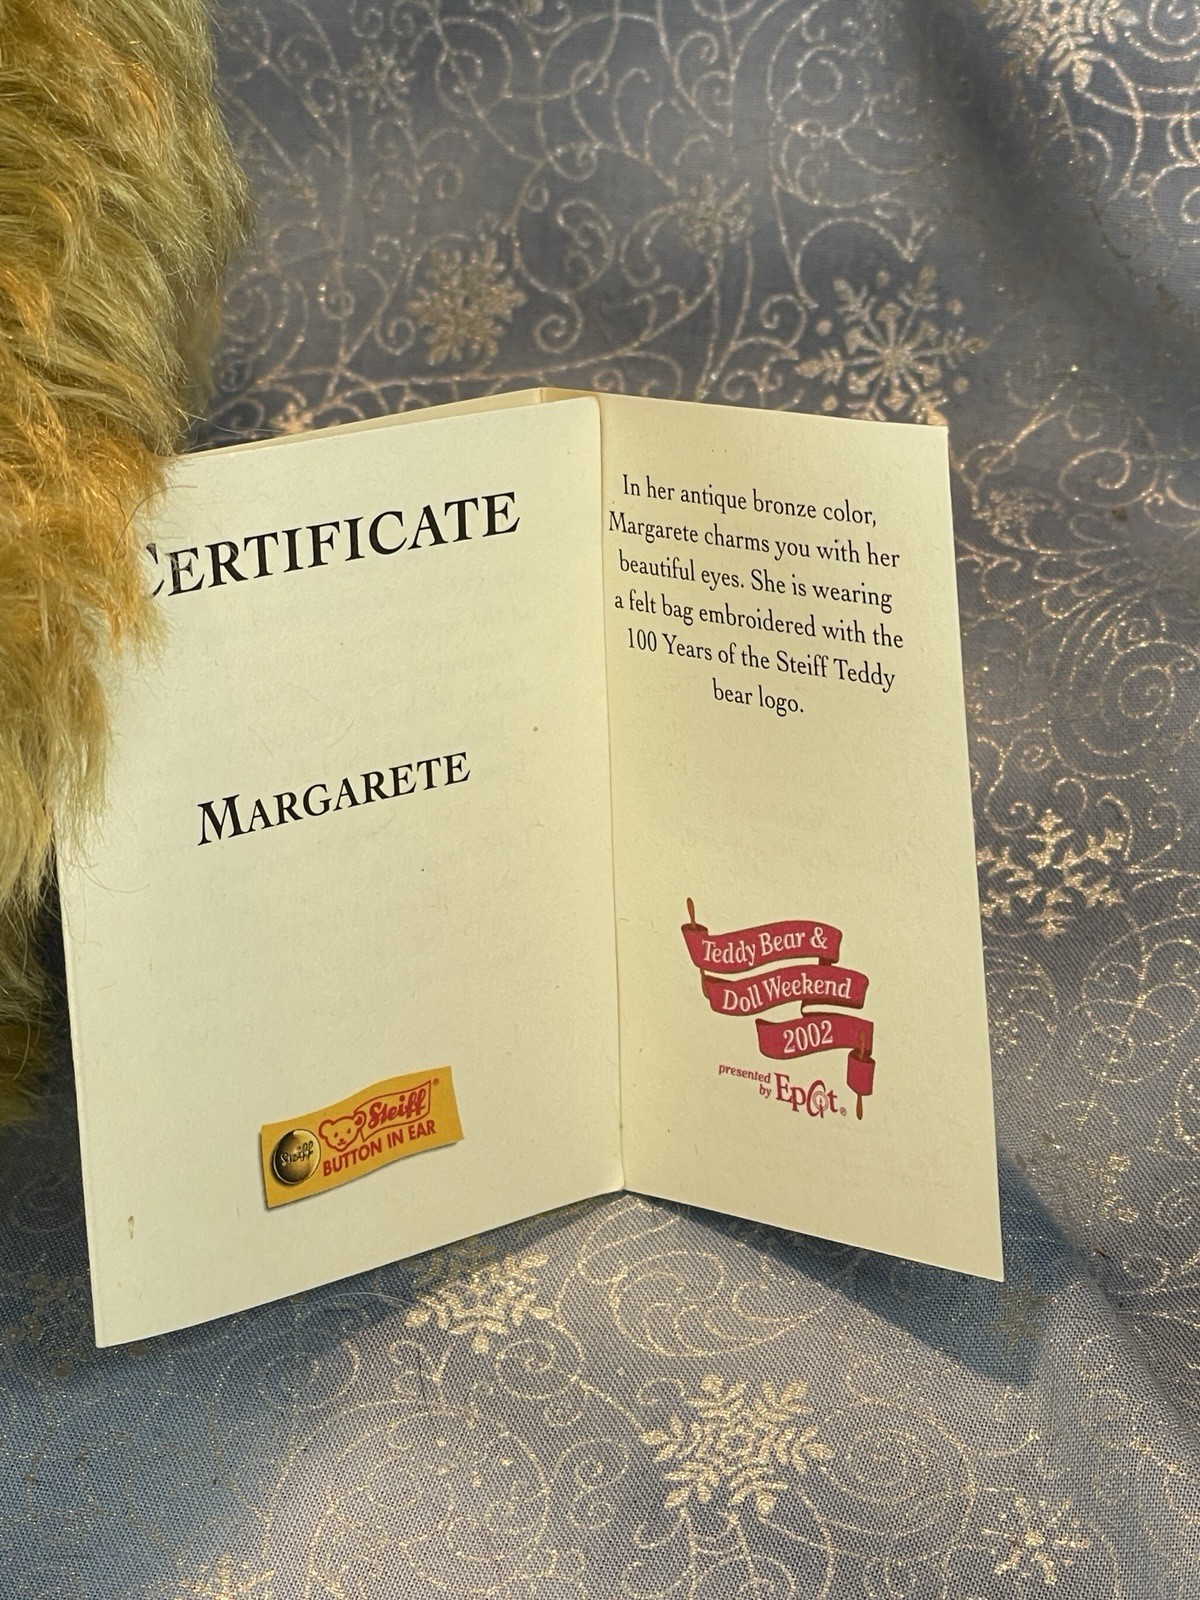 CERTIFICATE
MARGARETE
Steiff
Steiff®
BUTTON IN EAR
In her antique bronze color,
Margarete charms you with her
beautiful eyes. She is wearing
a felt bag embroidered with the
100 Years of the Steiff Teddy
bear logo.
Teddy Bear &
Doll Weekend
2002
presented
by Epcot®